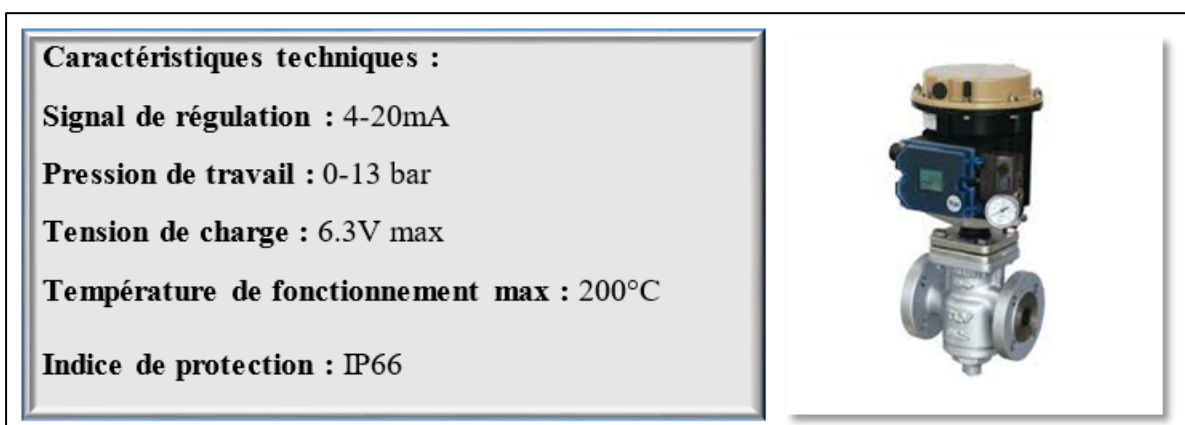 Caractéristiques techniques :
Signal de régulation : 4-20mA
Pression de travail : 0-13 bar
Tension de charge : 6.3V max
Température de fonctionnement max : 200°C
Indice de protection : IP66
TLV